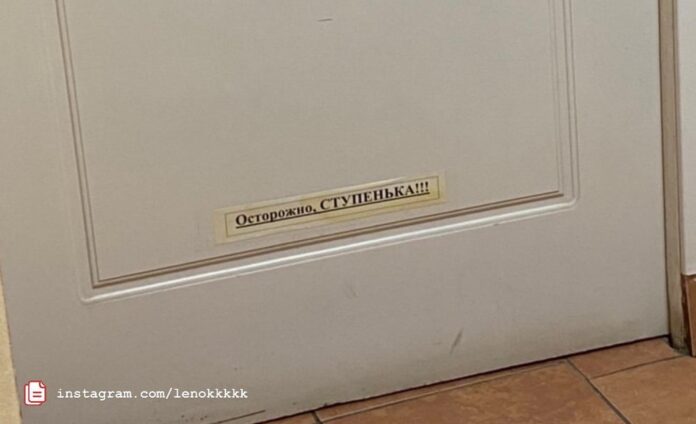 Осторожно, СТУПЕНЬКА!!!
instagram.com/lenokkkkk